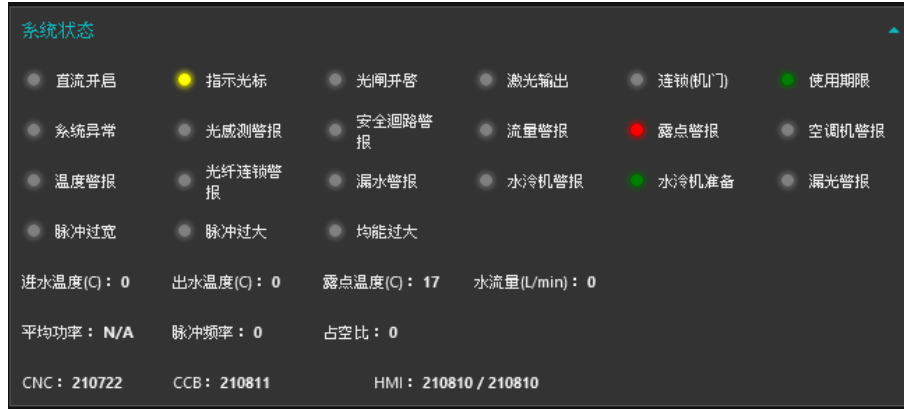 系统状态
直流开启 指示光标 光闸开启 激光输出 连锁(机门) 使用期限
系统异常 光感测警报 安全迴路警报 流量警报 露点警报 空调机警报
温度警报 光纤连锁警报 漏水警报 水冷机警报 水冷机准备 漏光警报
脉冲过宽 脉冲过大 均能过大
进水温度(C)：0 出水温度(C)：0 露点温度(C)：17 水流量(L/min)：0
平均功率：N/A 脉冲频率：0 占空比：0
CNC：210722 CCB：210811 HMI：210810 / 210810